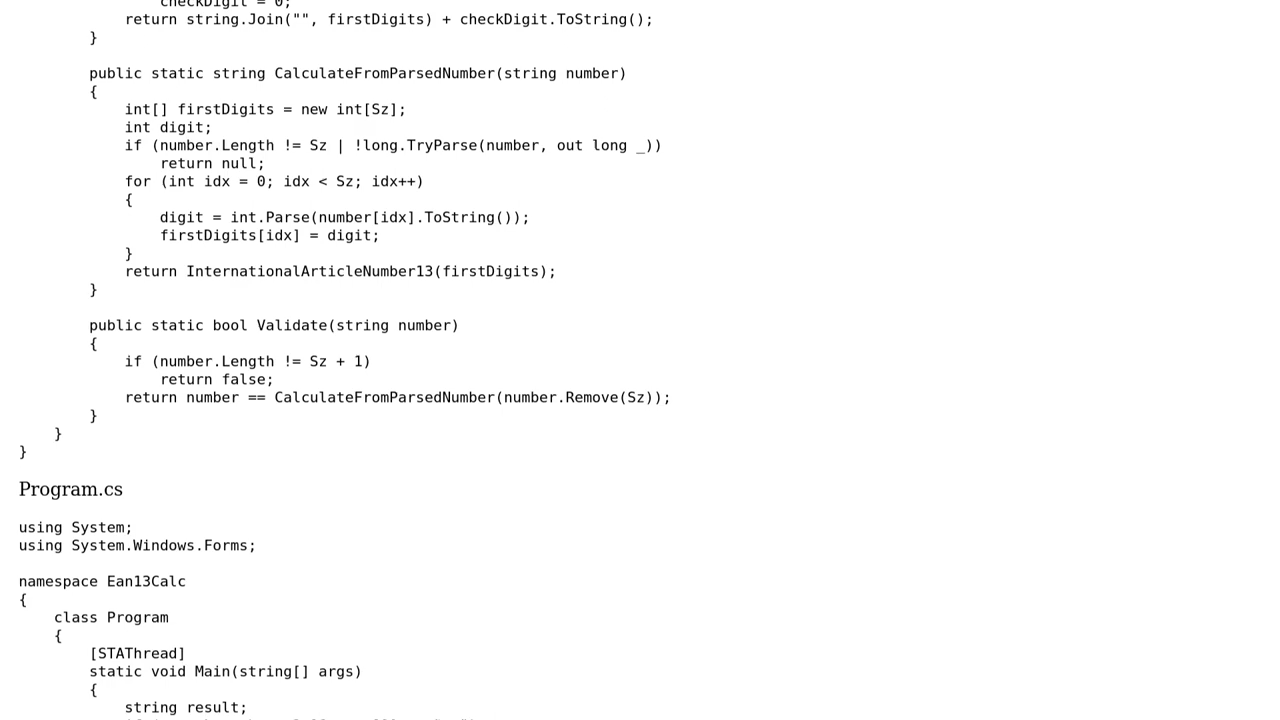 checkDigit = 0;
return string.Join("", firstDigits) + checkDigit.ToString();
}
public static string CalculateFromParsedNumber(string number)
{
int[] firstDigits = new int[Sz];
int digit;
if (number.Length != Sz | !long.TryParse(number, out long _))
return null;
for (int idx = 0; idx < Sz; idx++)
{
digit = int.Parse(number[idx].ToString());
firstDigits[idx] = digit;
}
return InternationalArticleNumber13(firstDigits);
}
public static bool Validate(string number)
{
if (number.Length != Sz + 1)
return false;
return number == CalculateFromParsedNumber(number.Remove(Sz));
}
}
}
Program.cs
using System;
using System.Windows.Forms;
namespace Ean13Calc
{
class Program
{
[STAThread]
static void Main(string[] args)
{
string result;